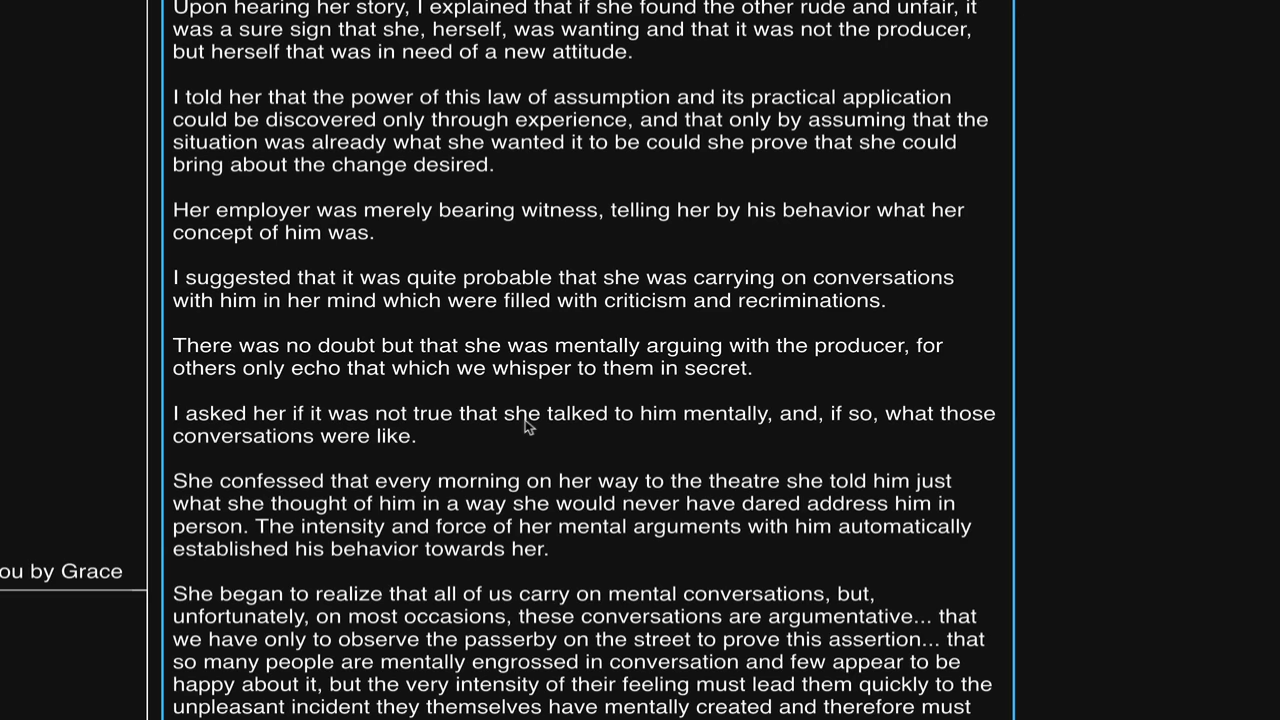 Upon hearing her story, I explained that if she found the other rude and unfair, it
was a sure sign that she, herself, was wanting and that it was not the producer,
but herself that was in need of a new attitude.
I told her that the power of this law of assumption and its practical application
could be discovered only through experience, and that only by assuming that the
situation was already what she wanted it to be could she prove that she could
bring about the change desired.
Her employer was merely bearing witness, telling her by his behavior what her
concept of him was.
I suggested that it was quite probable that she was carrying on conversations
with him in her mind which were filled with criticism and recriminations.
There was no doubt but that she was mentally arguing with the producer, for
others only echo that which we whisper to them in secret.
I asked her if it was not true that she talked to him mentally, and, if so, what those
conversations were like.
She confessed that every morning on her way to the theatre she told him just
what she thought of him in a way she would never have dared address him in
person. The intensity and force of her mental arguments with him automatically
established his behavior towards her.
ou by Grace
She began to realize that all of us carry on mental conversations, but,
unfortunately, on most occasions, these conversations are argumentative... that
we have only to observe the passerby on the street to prove this assertion... that
so many people are mentally engrossed in conversation and few appear to be
happy about it, but the very intensity of their feeling must lead them quickly to the
unpleasant incident they themselves have mentally created and therefore must